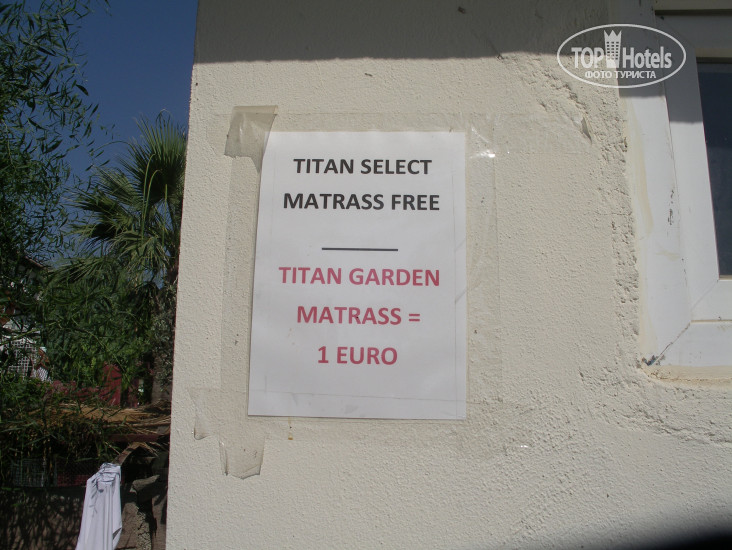 TOP Hotels
ФОТО ТУРИСТА
TITAN SELECT
MATRASS FREE
TITAN GARDEN
MATRASS =
1 EURO